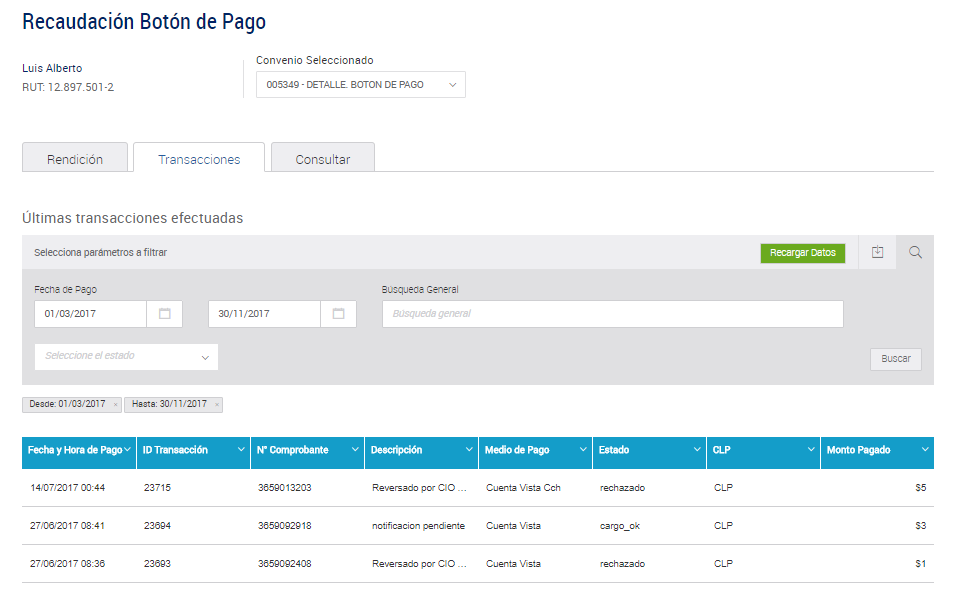 Recaudación Botón de Pago
Luis Alberto
RUT: 12.897.501-2
Convenio Seleccionado
005349 - DETALLE. BOTON DE PAGO
Rendición Transacciones Consultar
Últimas transacciones efectuadas
Selecciona parámetros a filtrar Recargar Datos
Fecha de Pago Búsqueda General
01/03/2017 30/11/2017 Búsqueda general
Seleccione el estado Buscar
Desde: 01/03/2017 × Hasta: 30/11/2017 ×
Fecha y Hora de Pago ID Transacción N° Comprobante Descripción Medio de Pago Estado CLP Monto Pagado
14/07/2017 00:44 23715 3659013203 Reversado por CIO ... Cuenta Vista Cch rechazado CLP $5
27/06/2017 08:41 23694 3659092918 notificacion pendiente Cuenta Vista cargo_ok CLP $3
27/06/2017 08:36 23693 3659092408 Reversado por CIO ... Cuenta Vista rechazado CLP $1